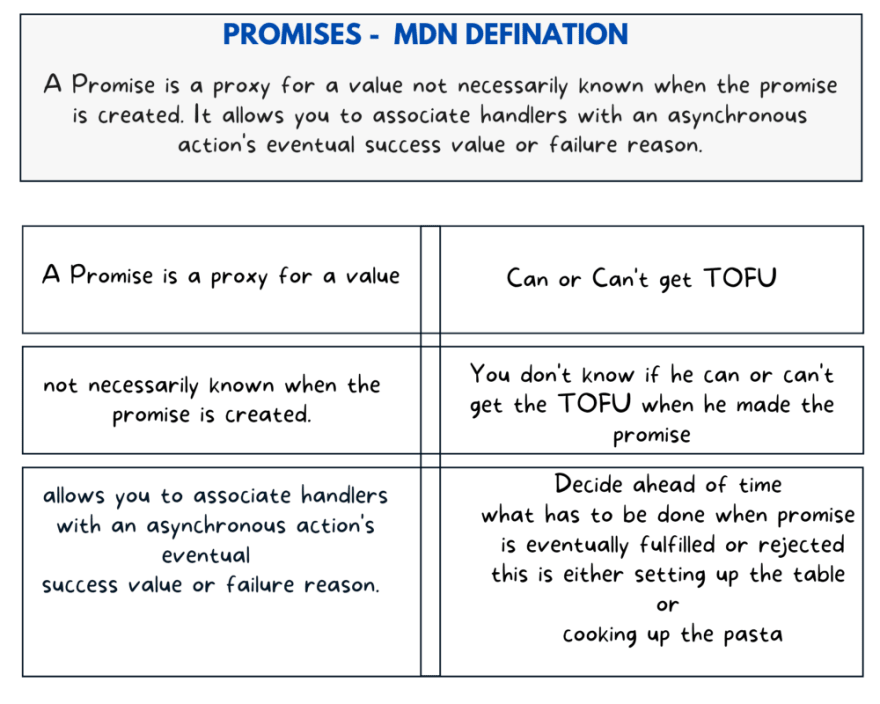 PROMISES - MDN DEFINATION
A Promise is a proxy for a value not necessarily known when the promise
is created. It allows you to associate handlers with an asynchronous
action's eventual success value or failure reason.
A Promise is a proxy for a value
Can or Can't get TOFU
not necessarily known when the
promise is created.
You don't know if he can or can't
get the TOFU when he made the
promise
allows you to associate handlers
with an asynchronous action's
eventual
success value or failure reason.
Decide ahead of time
what has to be done when promise
is eventually fulfilled or rejected
this is either setting up the table
or
cooking up the pasta